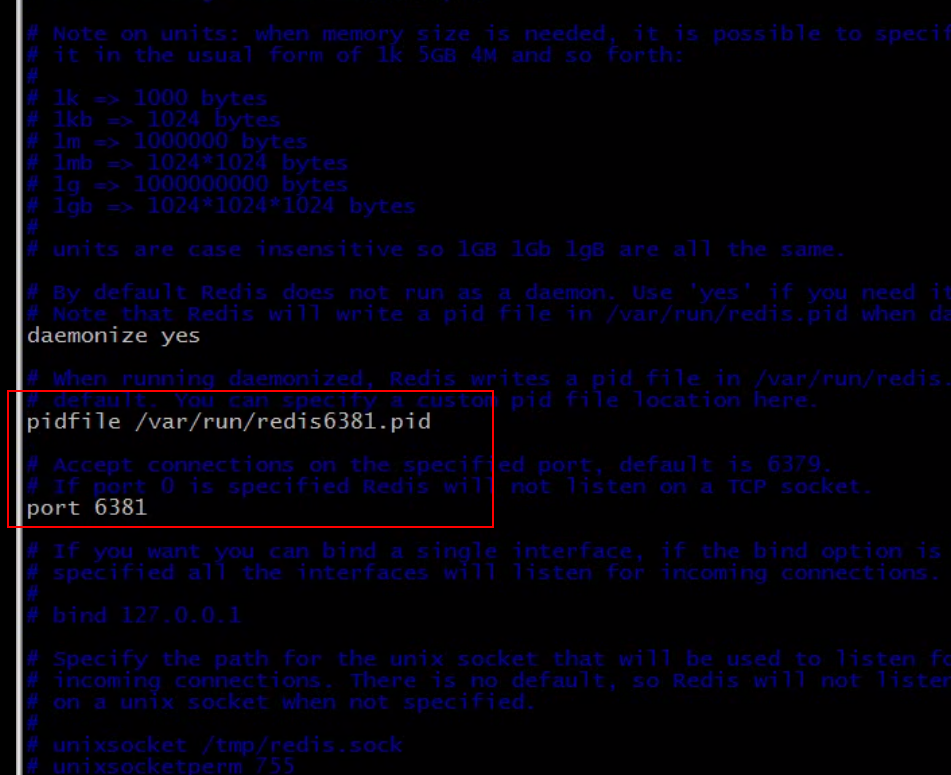 # Note on units: when memory size is needed, it is possible to specif
# it in the usual form of 1k 5GB 4M and so forth:
#
# 1k => 1000 bytes
# 1kb => 1024 bytes
# 1m => 1000000 bytes
# 1mb => 1024*1024 bytes
# 1g => 1000000000 bytes
# 1gb => 1024*1024*1024 bytes
#
# units are case insensitive so 1GB 1Gb 1gB are all the same.
# By default Redis does not run as a daemon. Use 'yes' if you need it
# Note that Redis will write a pid file in /var/run/redis.pid when da
daemonize yes
# When running daemonized, Redis writes a pid file in /var/run/redis.
# default. You can specify a custom pid file location here.
pidfile /var/run/redis6381.pid
# Accept connections on the specified port, default is 6379.
# If port 0 is specified Redis will not listen on a TCP socket.
port 6381
# If you want you can bind a single interface, if the bind option is
# specified all the interfaces will listen for incoming connections.
#
# bind 127.0.0.1
# Specify the path for the unix socket that will be used to listen fo
# incoming connections. There is no default, so Redis will not listen
# on a unix socket when not specified.
#
# unixsocket /tmp/redis.sock
# unixsocketperm 755